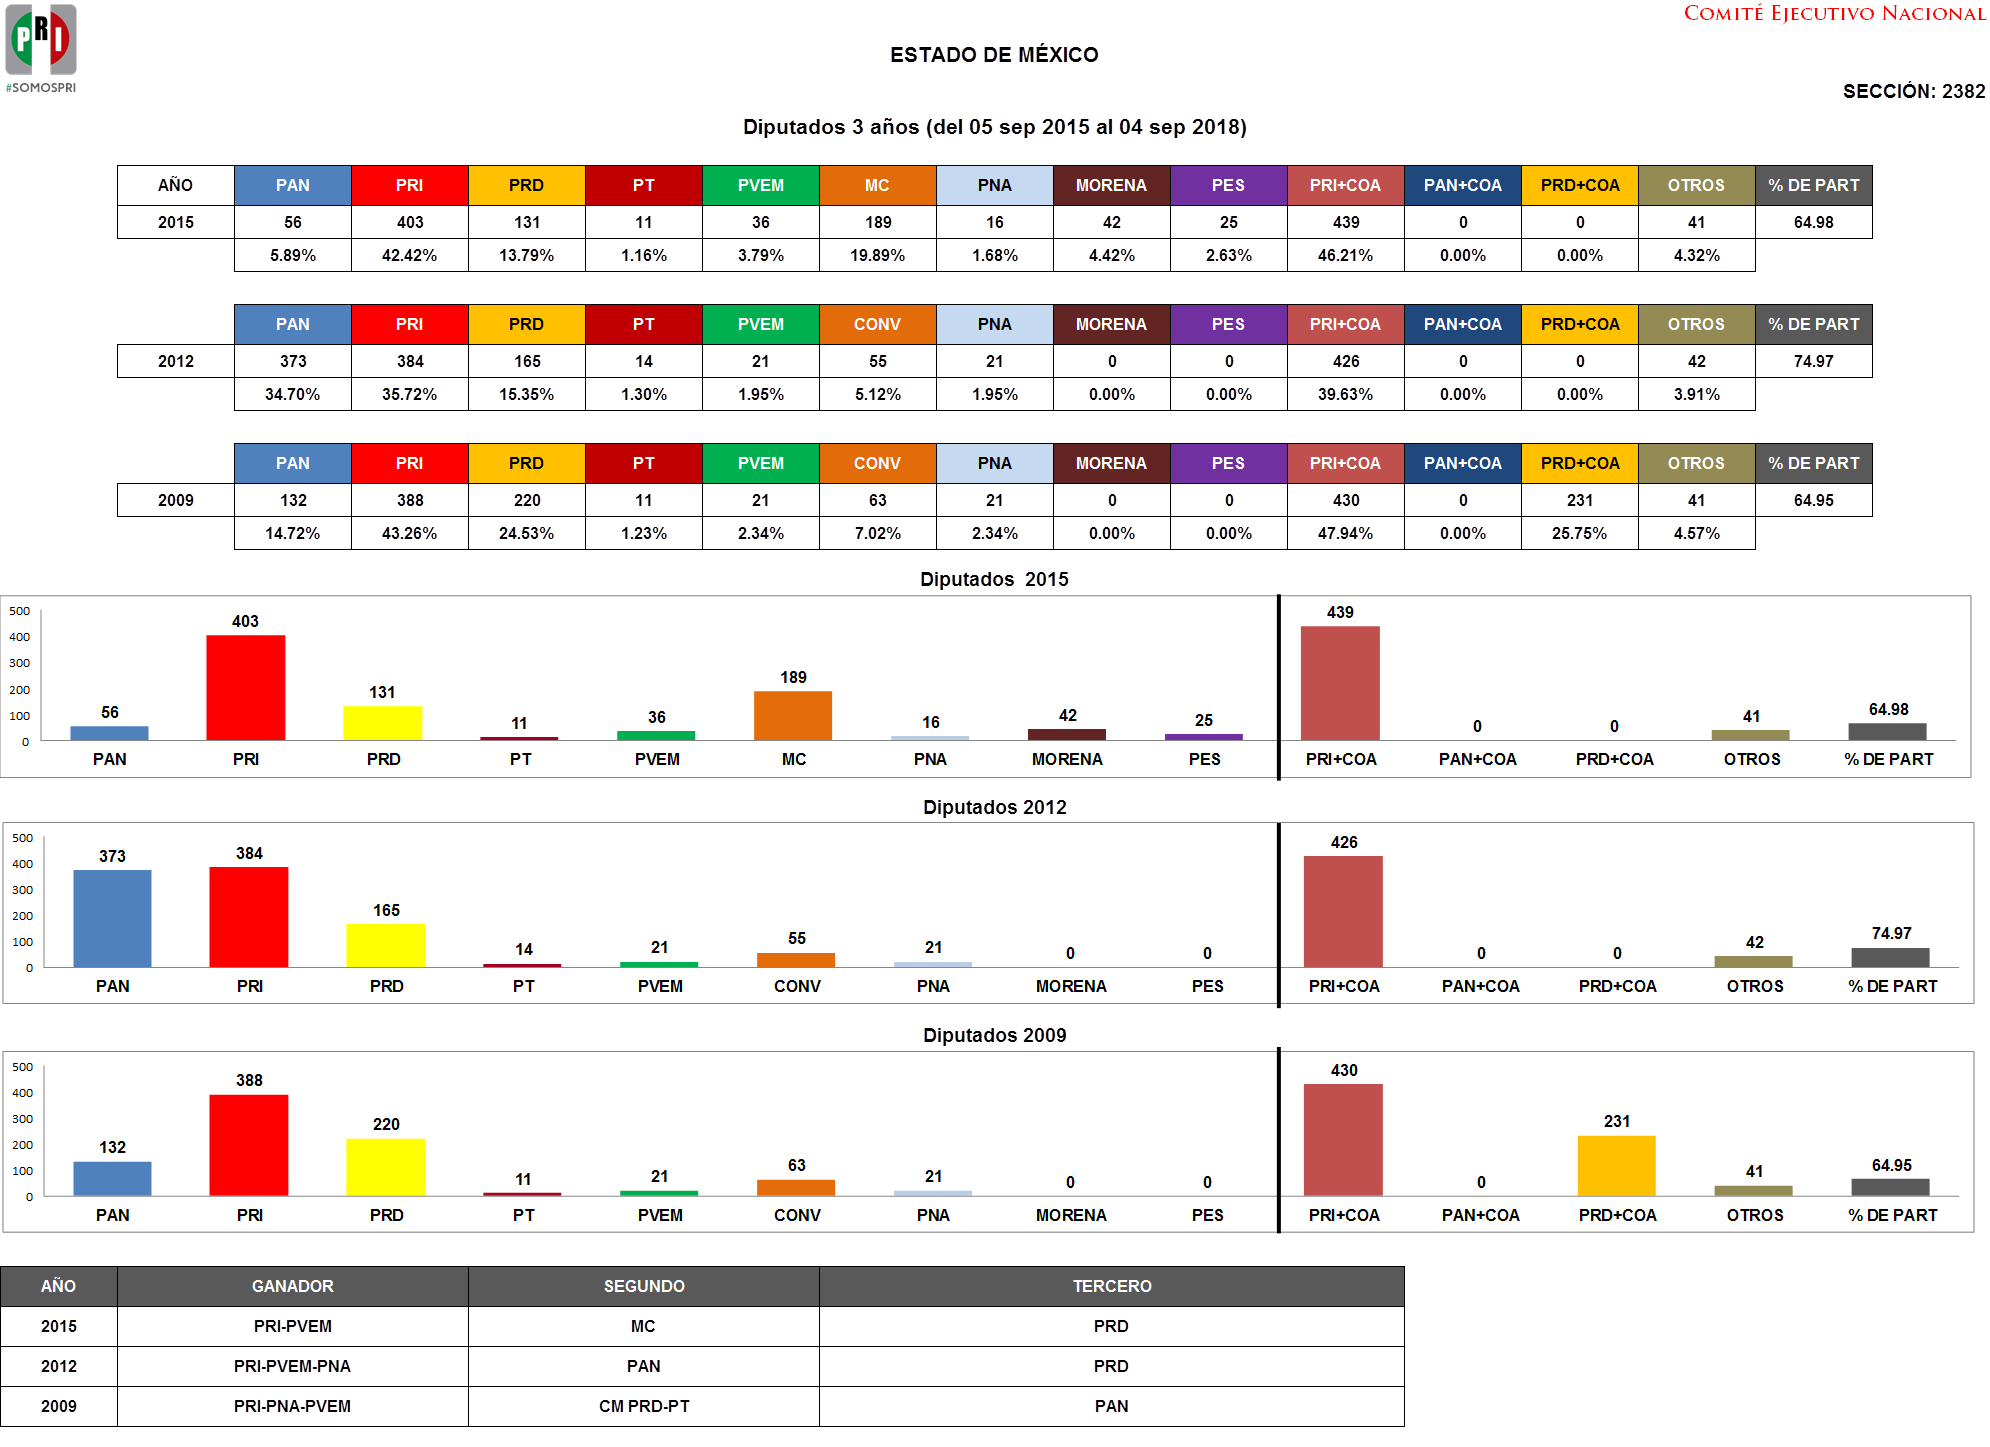 PRI
#SOMOSPRI
COMITÉ EJECUTIVO NACIONAL
ESTADO DE MÉXICO
SECCIÓN: 2382
Diputados 3 años (del 05 sep 2015 al 04 sep 2018)
AÑO PAN PRI PRD PT PVEM MC PNA MORENA PES PRI+COA PAN+COA PRD+COA OTROS % DE PART
2015 56 403 131 11 36 189 16 42 25 439 0 0 41 64.98
5.89% 42.42% 13.79% 1.16% 3.79% 19.89% 1.68% 4.42% 2.63% 46.21% 0.00% 0.00% 4.32%
PAN PRI PRD PT PVEM CONV PNA MORENA PES PRI+COA PAN+COA PRD+COA OTROS % DE PART
2012 373 384 165 14 21 55 21 0 0 426 0 0 42 74.97
34.70% 35.72% 15.35% 1.30% 1.95% 5.12% 1.95% 0.00% 0.00% 39.63% 0.00% 0.00% 3.91%
PAN PRI PRD PT PVEM CONV PNA MORENA PES PRI+COA PAN+COA PRD+COA OTROS % DE PART
2009 132 388 220 11 21 63 21 0 0 430 0 231 41 64.95
14.72% 43.26% 24.53% 1.23% 2.34% 7.02% 2.34% 0.00% 0.00% 47.94% 0.00% 25.75% 4.57%
Diputados 2015
500
400
300
200
100
0
56 403 131 11 36 189 16 42 25 439 0 0 41 64.98
PAN PRI PRD PT PVEM MC PNA MORENA PES PRI+COA PAN+COA PRD+COA OTROS % DE PART
Diputados 2012
500
400
300
200
100
0
373 384 165 14 21 55 21 0 0 426 0 0 42 74.97
PAN PRI PRD PT PVEM CONV PNA MORENA PES PRI+COA PAN+COA PRD+COA OTROS % DE PART
Diputados 2009
500
400
300
200
100
0
132 388 220 11 21 63 21 0 0 430 0 231 41 64.95
PAN PRI PRD PT PVEM CONV PNA MORENA PES PRI+COA PAN+COA PRD+COA OTROS % DE PART
AÑO GANADOR SEGUNDO TERCERO
2015 PRI-PVEM MC PRD
2012 PRI-PVEM-PNA PAN PRD
2009 PRI-PNA-PVEM CM PRD-PT PAN